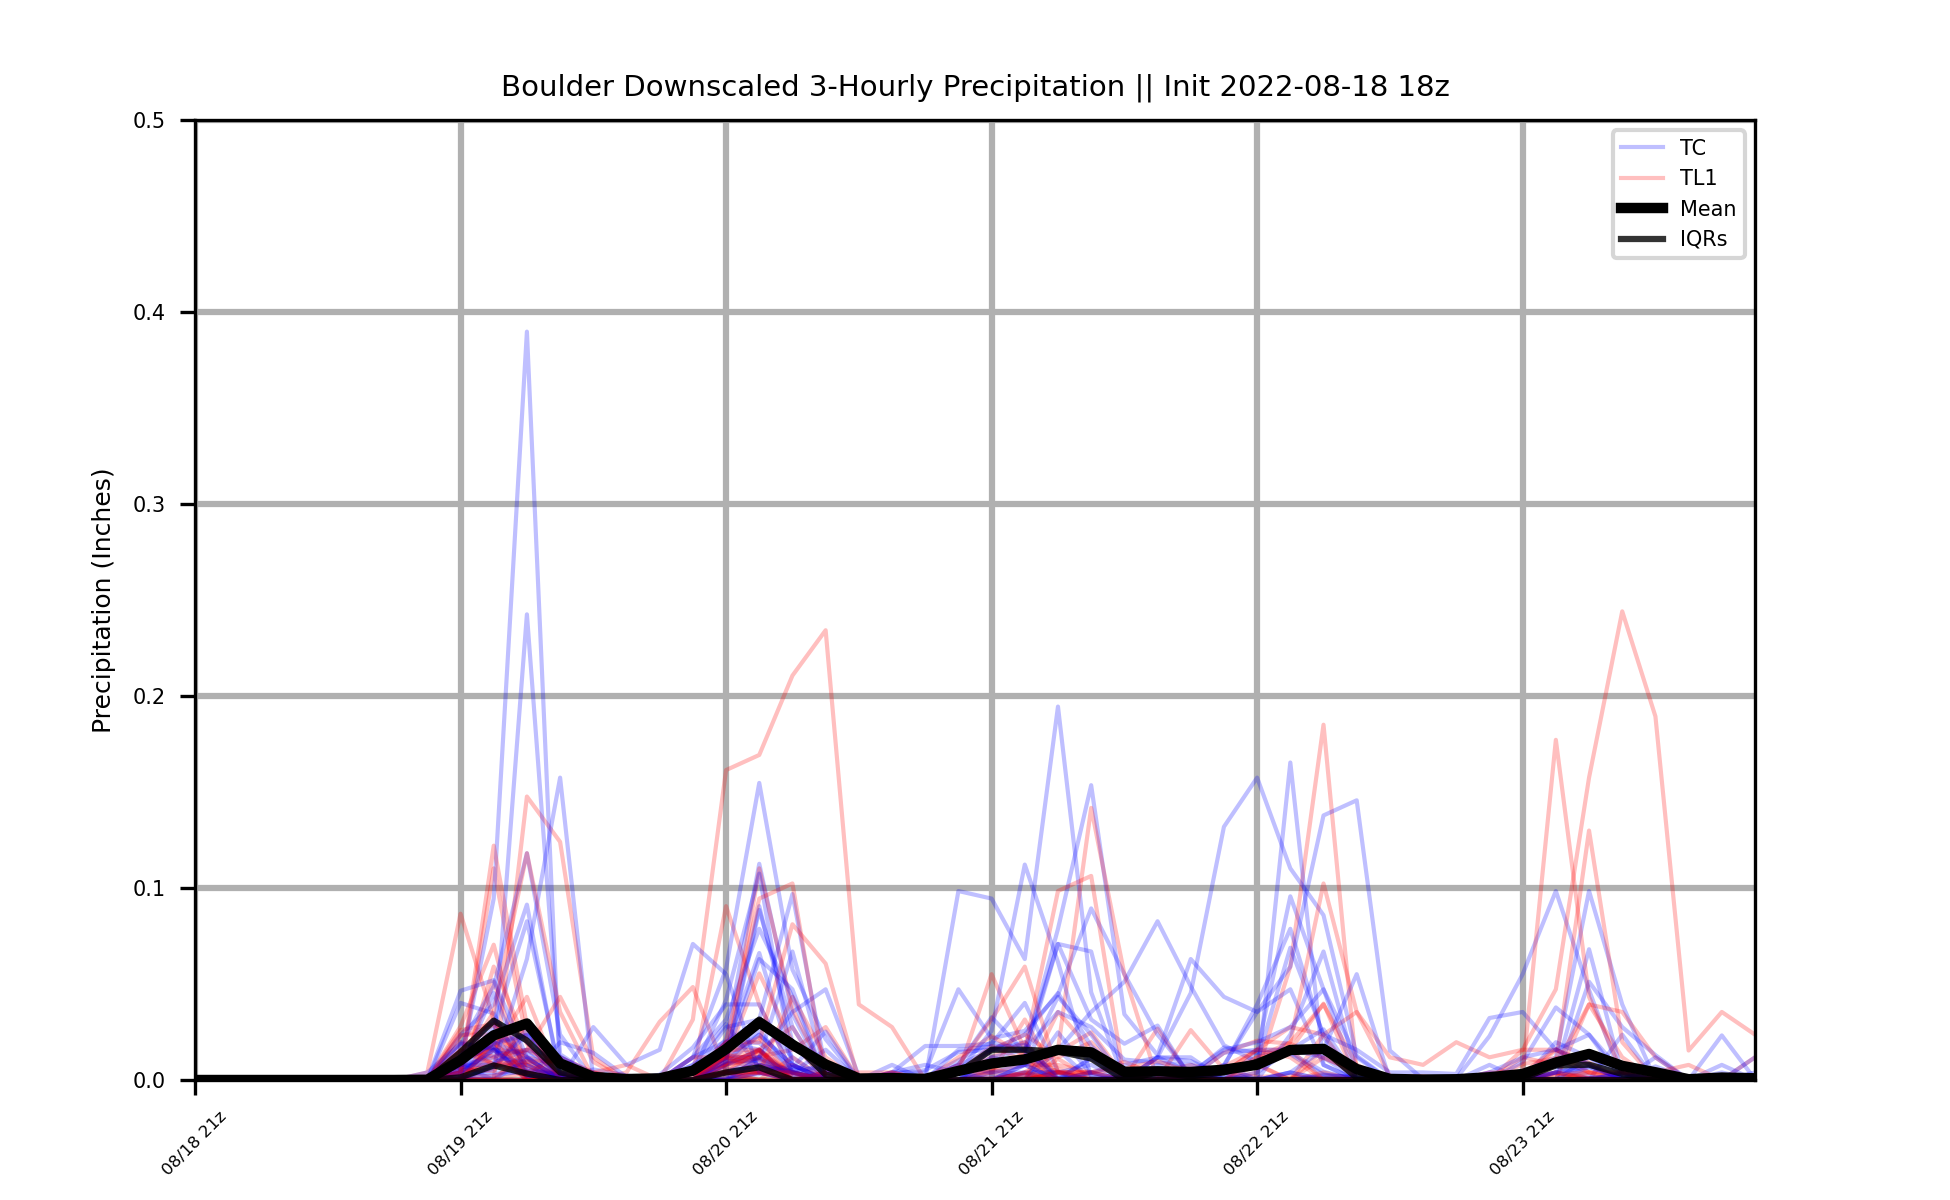 Boulder Downscaled 3-Hourly Precipitation || Init 2022-08-18 18z
TC
TL1
Mean
IQRs
Precipitation (Inches)
0.5
0.4
0.3
0.2
0.1
0.0
08/18 21z
08/19 21z
08/20 21z
08/21 21z
08/22 21z
08/23 21z